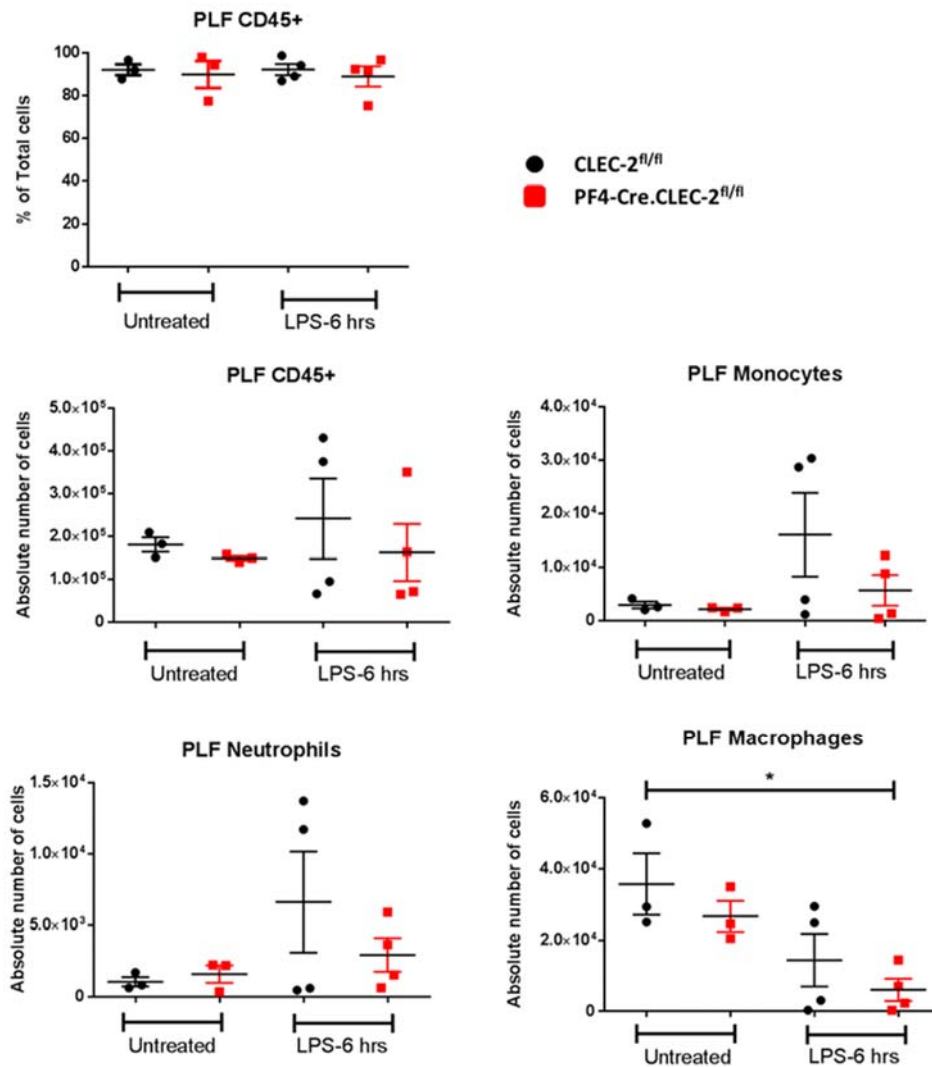 PLF CD45+
% of Total cells
100
80
60
40
20
0
Untreated
LPS-6 hrs
CLEC-2fl/fl
PF4-Cre.CLEC-2fl/fl
PLF CD45+
Absolute number of cells
5.0×10⁵
4.0×10⁵
3.0×10⁵
2.0×10⁵
1.0×10⁵
0
Untreated
LPS-6 hrs
PLF Monocytes
Absoulte number of cells
4.0×10⁴
3.0×10⁴
2.0×10⁴
1.0×10⁴
0
Untreated
LPS-6 hrs
PLF Neutrophils
Absolute number of cells
1.5×10⁴
1.0×10⁴
5.0×10³
0
Untreated
LPS-6 hrs
PLF Macrophages
Absolute number of cells
6.0×10⁴
4.0×10⁴
2.0×10⁴
0
*
Untreated
LPS-6 hrs